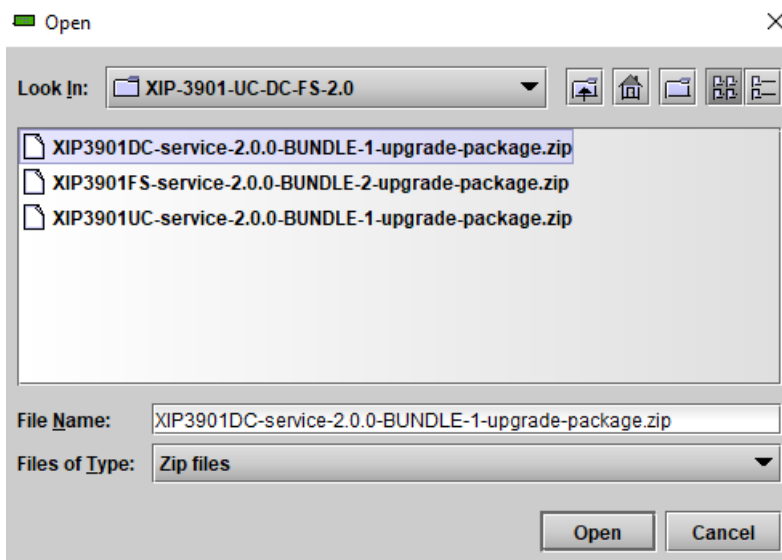 Open
Look In: XIP-3901-UC-DC-FS-2.0
XIP3901DC-service-2.0.0-BUNDLE-1-upgrade-package.zip
XIP3901FS-service-2.0.0-BUNDLE-2-upgrade-package.zip
XIP3901UC-service-2.0.0-BUNDLE-1-upgrade-package.zip
File Name: XIP3901DC-service-2.0.0-BUNDLE-1-upgrade-package.zip
Files of Type: Zip files
Open Cancel